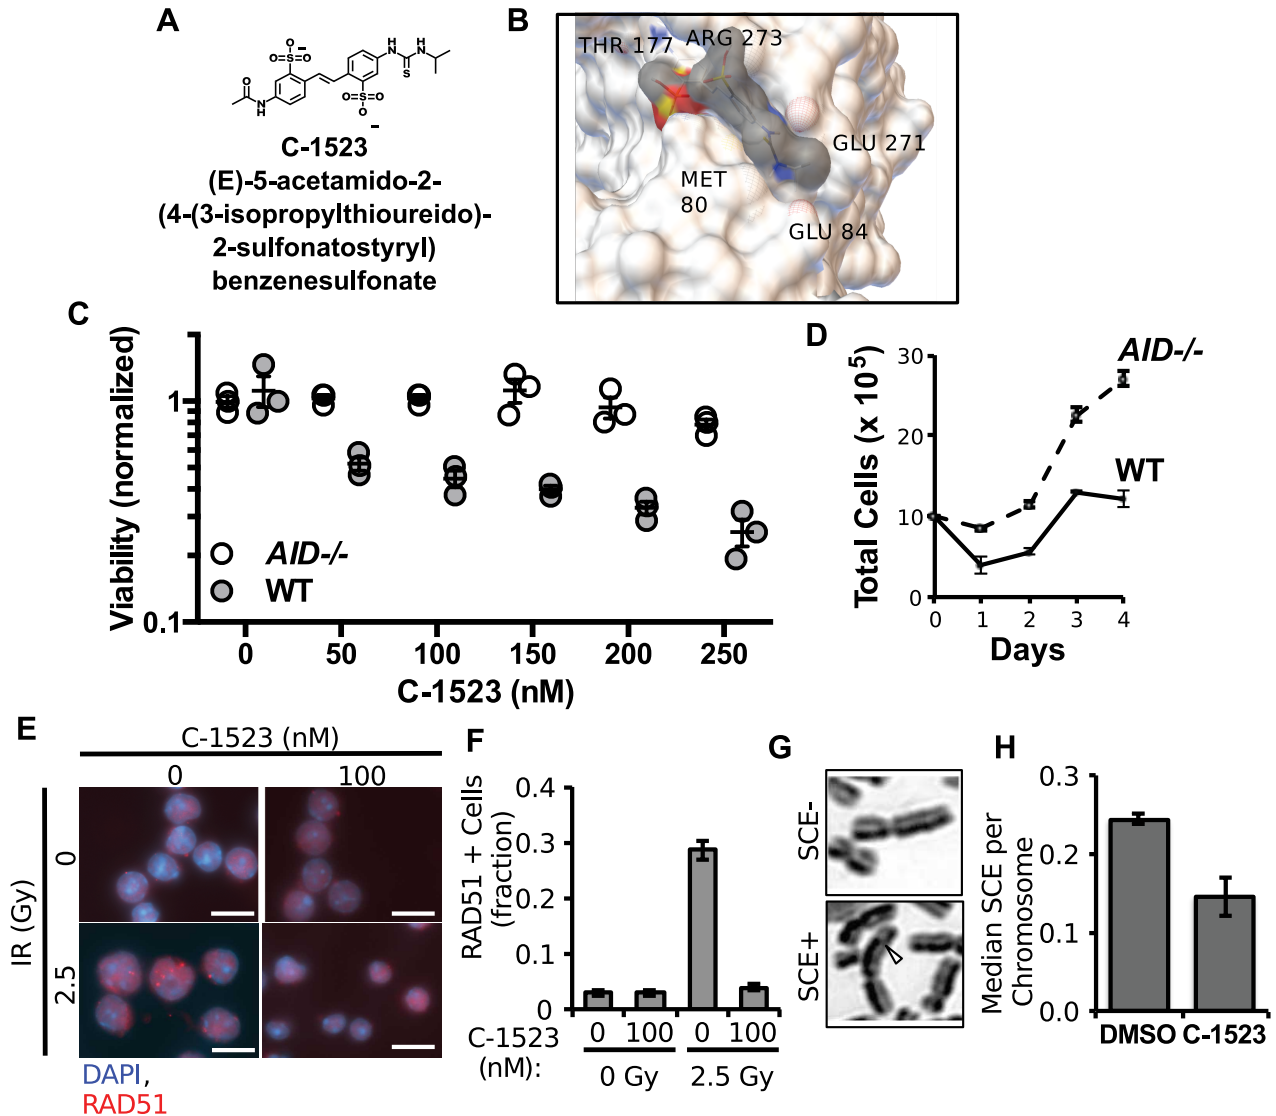 A
B
O
O=S=O
O
N
H
H
N
S
H
N
O=S=O
O
C-1523
(E)-5-acetamido-2-
(4-(3-isopropylthioureido)-
2-sulfonatostyryl)
benzenesulfonate
THR 177
ARG 273
GLU 271
MET
80
GLU 84
C
Viability (normalized)
1
0.1
AID-/-
WT
0 50 100 150 200 250
C-1523 (nM)
D
Total Cells (x 10⁵)
30
20
10
0
AID-/-
WT
0 1 2 3 4
Days
E
C-1523 (nM)
0 100
IR (Gy)
0
2.5
DAPI,
RAD51
F
RAD51 + Cells
(fraction)
0.4
0.3
0.2
0.1
0
C-1523
(nM):
0 100 0 100
0 Gy 2.5 Gy
G
SCE-
SCE+
H
Median SCE per
Chromosome
0.3
0.2
0.1
0.0
DMSO C-1523